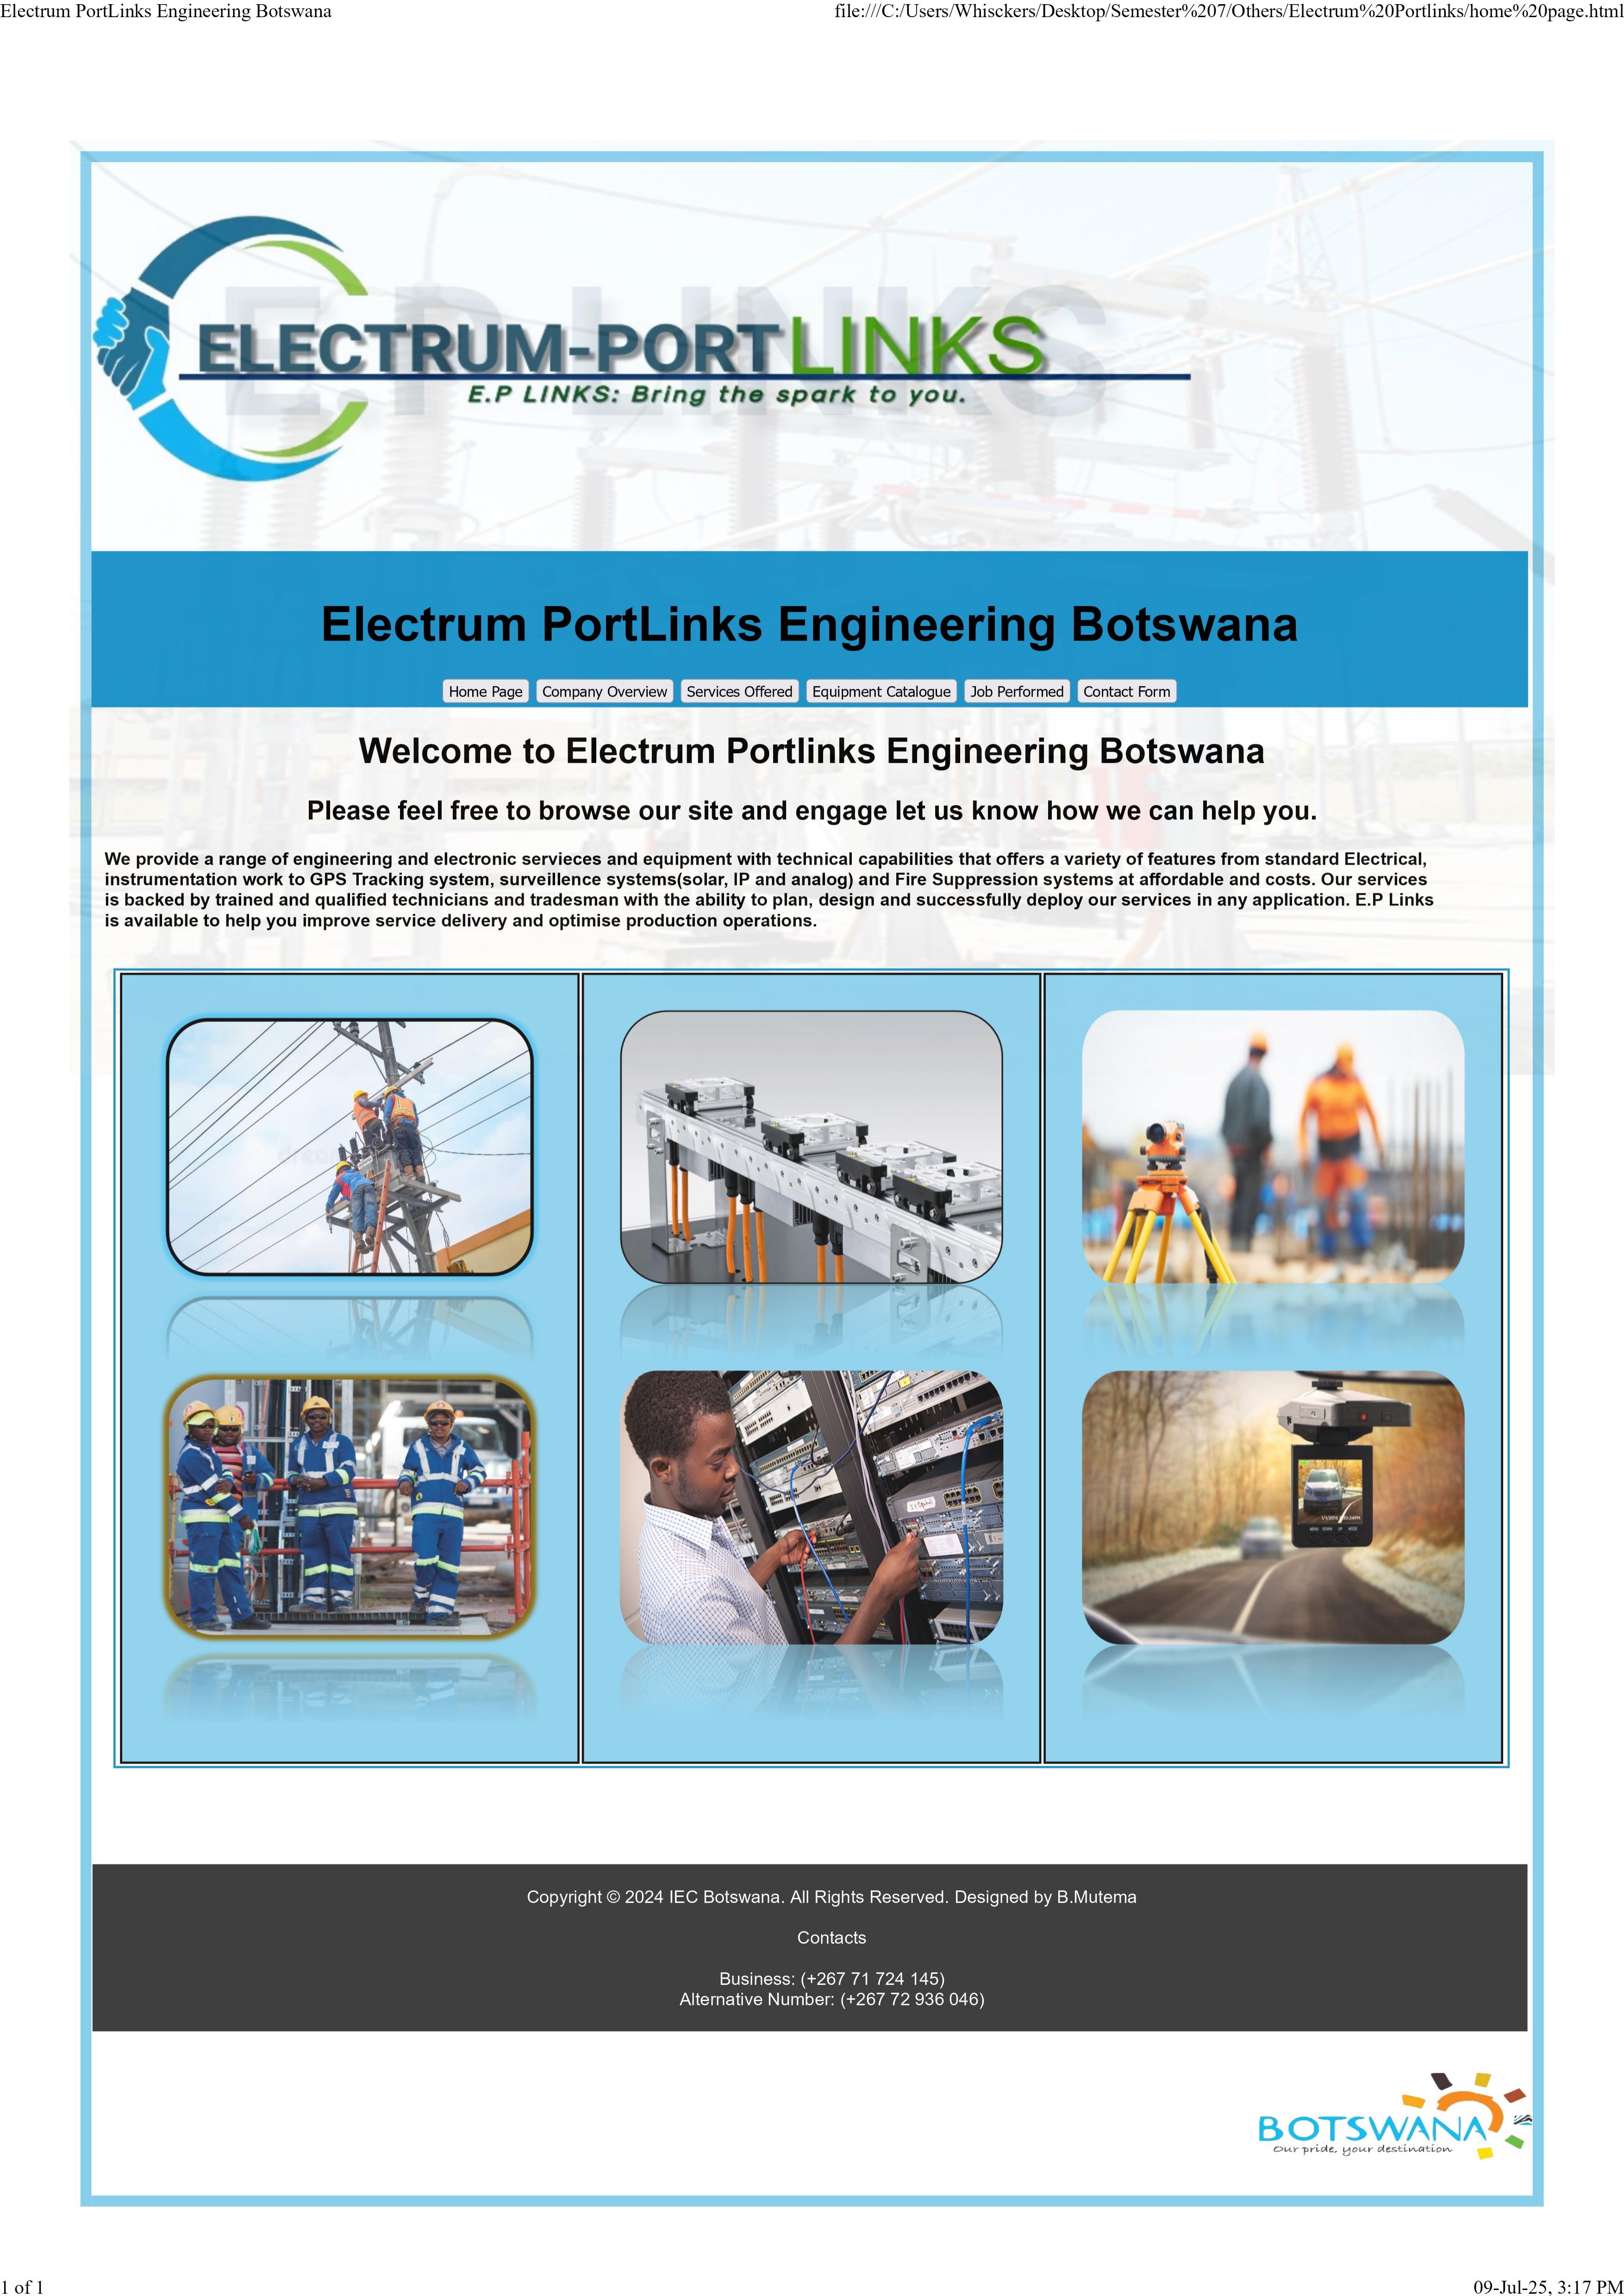 Electrum PortLinks Engineering Botswana
file:///C:/Users/Whisckers/Desktop/Semester%207/Others/Electrum%20Portlinks/home%20page.html
E P LINKS
ELECTRUM-PORT LINKS
E.P LINKS: Bring the spark to you.
Electrum PortLinks Engineering Botswana
Home Page Company Overview Services Offered Equipment Catalogue Job Performed Contact Form
Welcome to Electrum Portlinks Engineering Botswana
Please feel free to browse our site and engage let us know how we can help you.
We provide a range of engineering and electronic servieces and equipment with technical capabilities that offers a variety of features from standard Electrical,
instrumentation work to GPS Tracking system, surveillence systems(solar, IP and analog) and Fire Suppression systems at affordable and costs. Our services
is backed by trained and qualified technicians and tradesman with the ability to plan, design and successfully deploy our services in any application. E.P Links
is available to help you improve service delivery and optimise production operations.
MENU DOWN UP MODE
Copyright © 2024 IEC Botswana. All Rights Reserved. Designed by B.Mutema
Contacts
Business: (+267 71 724 145)
Alternative Number: (+267 72 936 046)
BOTSWANA
Our pride, your destination
1 of 1
09-Jul-25, 3:17 PM